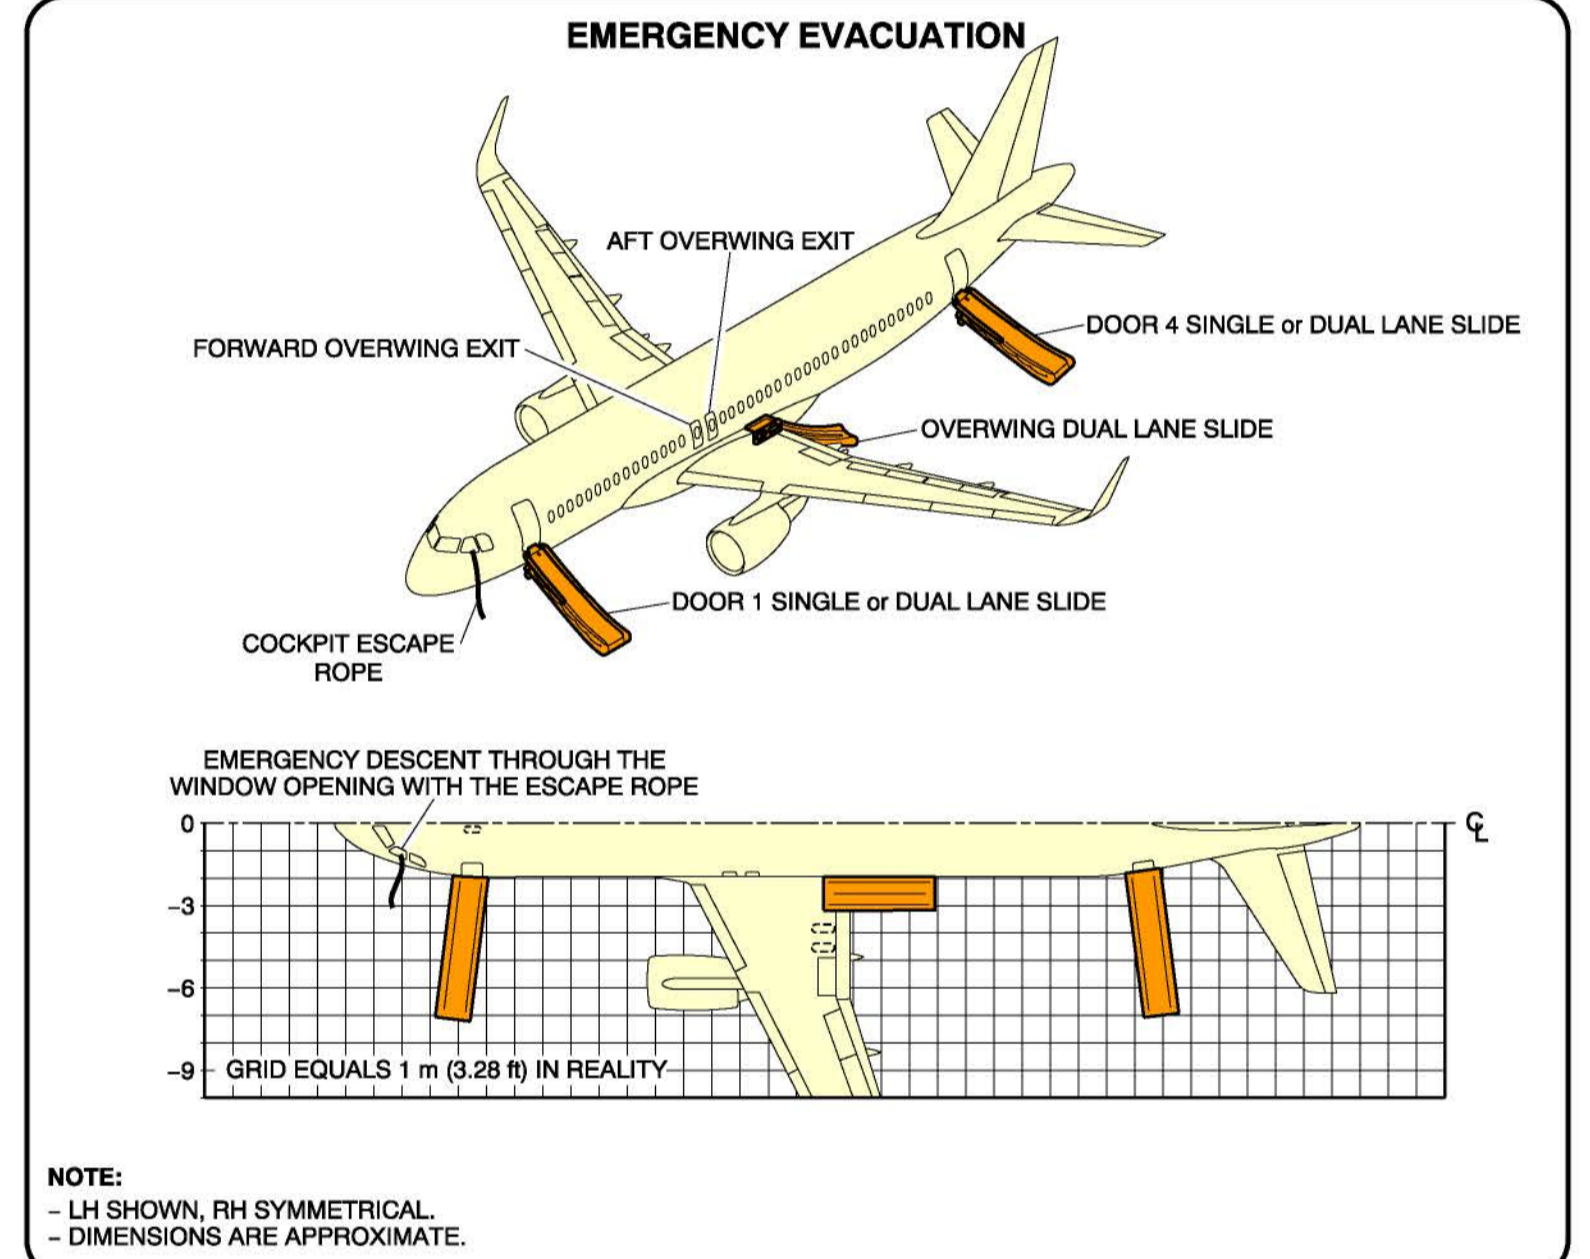 EMERGENCY EVACUATION
AFT OVERWING EXIT
FORWARD OVERWING EXIT
DOOR 4 SINGLE or DUAL LANE SLIDE
OVERWING DUAL LANE SLIDE
DOOR 1 SINGLE or DUAL LANE SLIDE
COCKPIT ESCAPE
ROPE
EMERGENCY DESCENT THROUGH THE
WINDOW OPENING WITH THE ESCAPE ROPE
0
℄
−3
−6
−9
GRID EQUALS 1 m (3.28 ft) IN REALITY
NOTE:
– LH SHOWN, RH SYMMETRICAL.
– DIMENSIONS ARE APPROXIMATE.